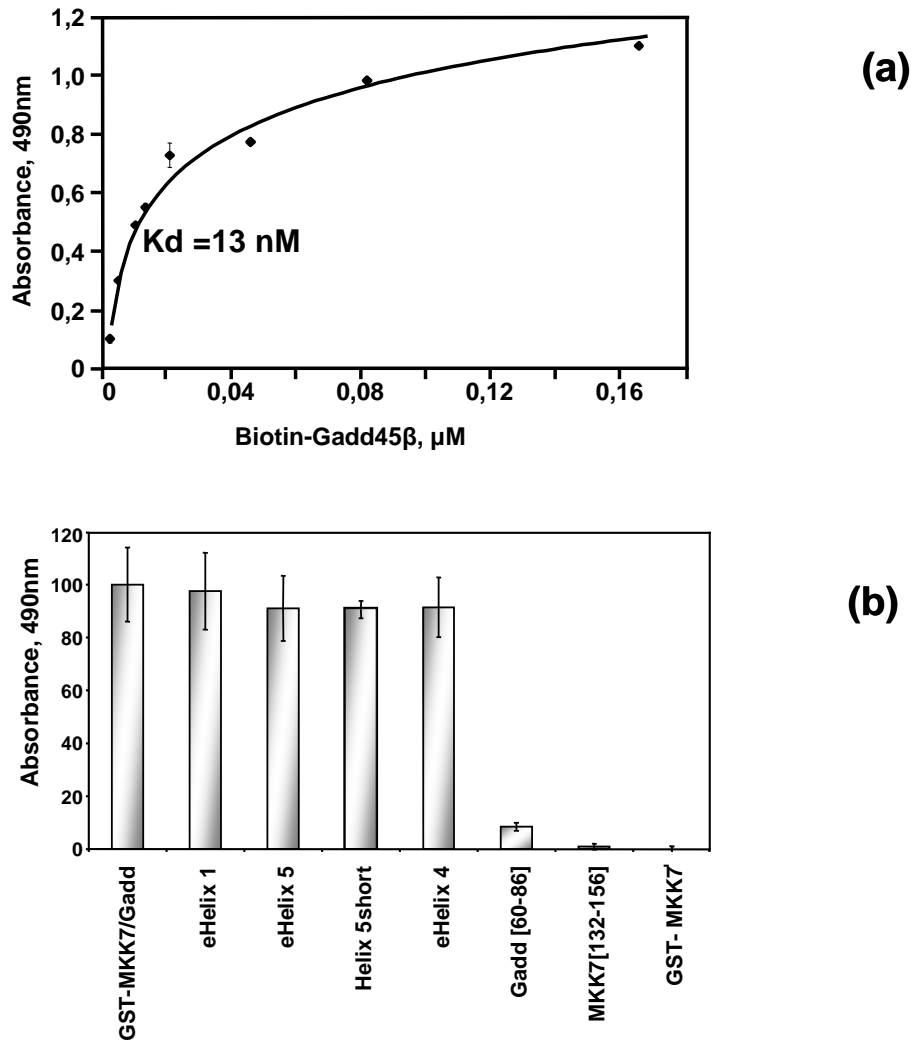 1,2
1,0
0,8
0,6
0,4
0,2
0
Absorbance, 490nm
Kd =13 nM
0 0,04 0,08 0,12 0,16
Biotin-Gadd45β, µM
(a)
120
100
80
60
40
20
0
Absorbance, 490nm
GST-MKK7/Gadd
eHelix 1
eHelix 5
Helix 5short
eHelix 4
Gadd [60-86]
MKK7[132-156]
GST- MKK7
(b)